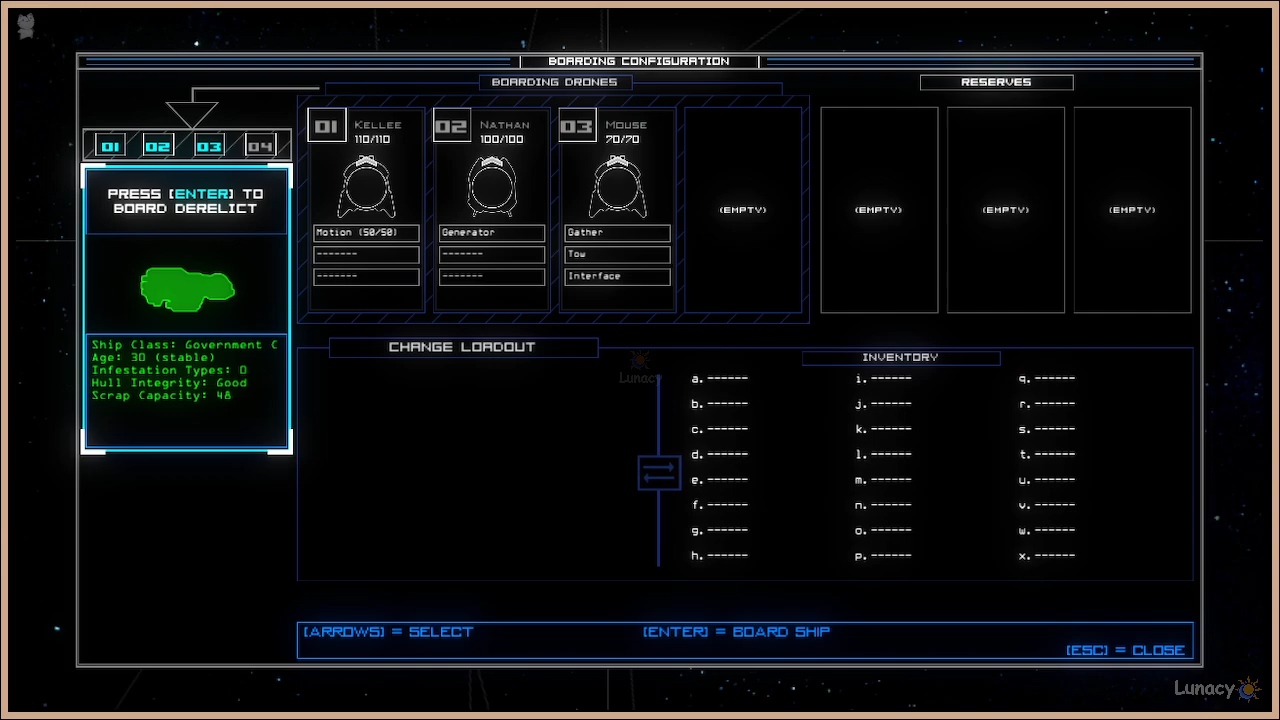 BOARDING CONFIGURATION
BOARDING DRONES
RESERVES
01 02 03 04
PRESS [ENTER] TO
BOARD DERELICT
Ship Class: Government C
Age: 30 (stable)
Infestation Types: 0
Hull Integrity: Good
Scrap Capacity: 48
01 KELLEE
110/110
Motion (50/50)
-------
-------
02 NATHAN
100/100
Generator
-------
-------
03 MOUSE
70/70
Gather
Tow
Interface
(EMPTY)
(EMPTY)
(EMPTY)
(EMPTY)
CHANGE LOADOUT
Lunacy
INVENTORY
a. ------
b. ------
c. ------
d. ------
e. ------
f. ------
g. ------
h. ------
i. ------
j. ------
k. ------
l. ------
m. ------
n. ------
o. ------
p. ------
q. ------
r. ------
s. ------
t. ------
u. ------
v. ------
w. ------
x. ------
[ARROWS] = SELECT
[ENTER] = BOARD SHIP
[ESC] = CLOSE
Lunacy